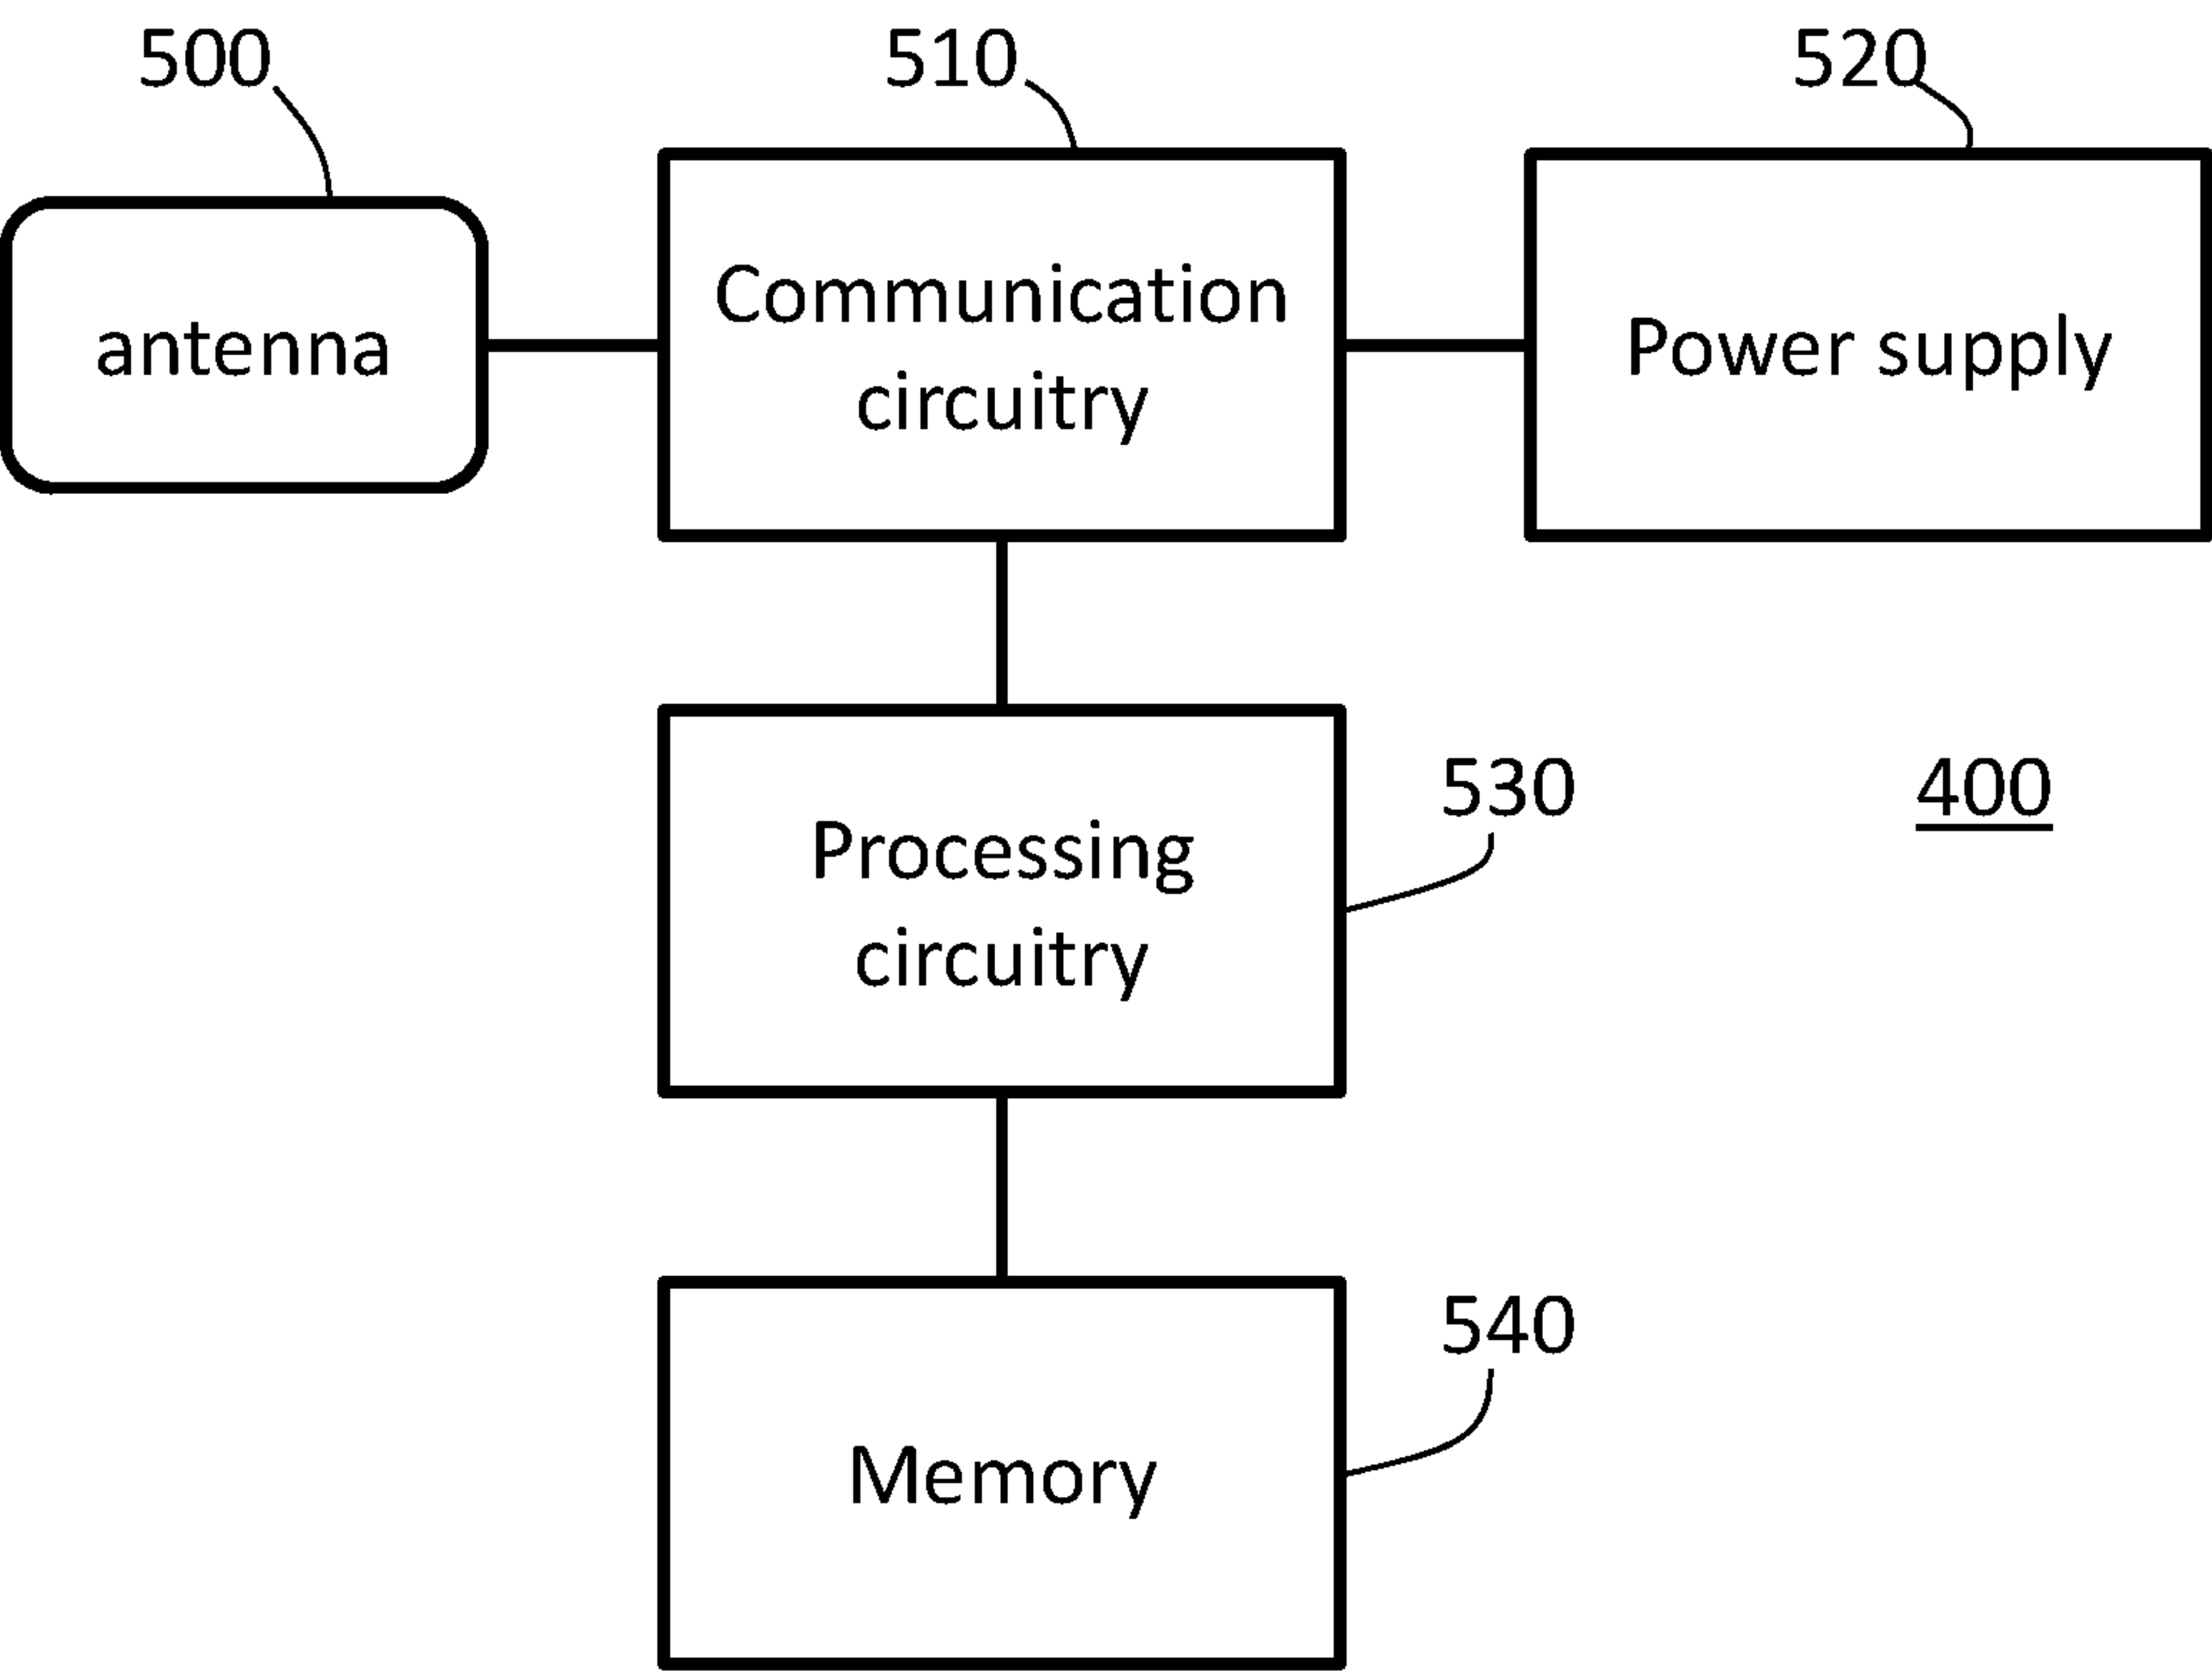 500
510
520
antenna
Communication
circuitry
Power supply
Processing
circuitry
530
400
Memory
540